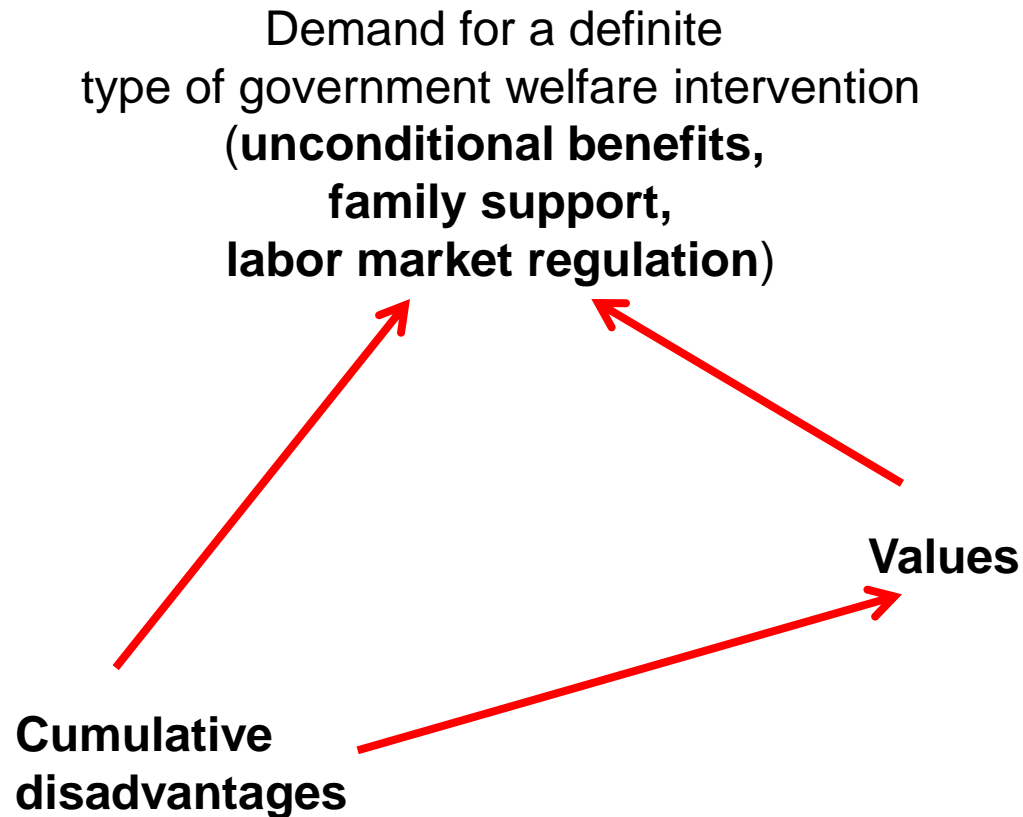 Demand for a definite
type of government welfare intervention
(unconditional benefits,
family support,
labor market regulation)
Values
Cumulative
disadvantages